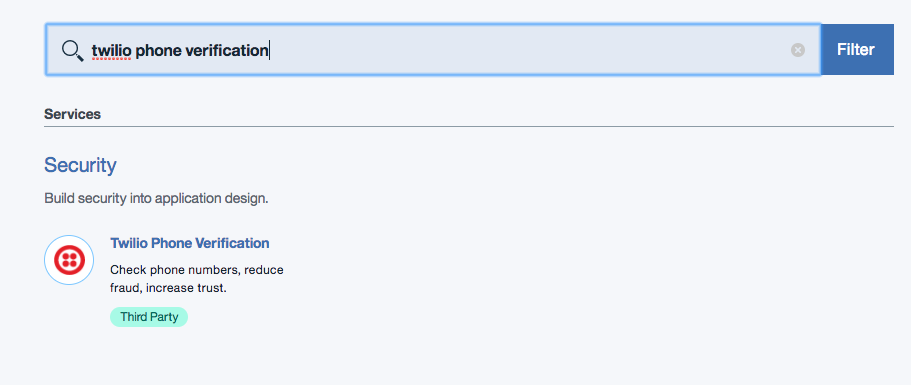 twilio phone verification
Filter
Services
Security
Build security into application design.
Twilio Phone Verification
Check phone numbers, reduce
fraud, increase trust.
Third Party